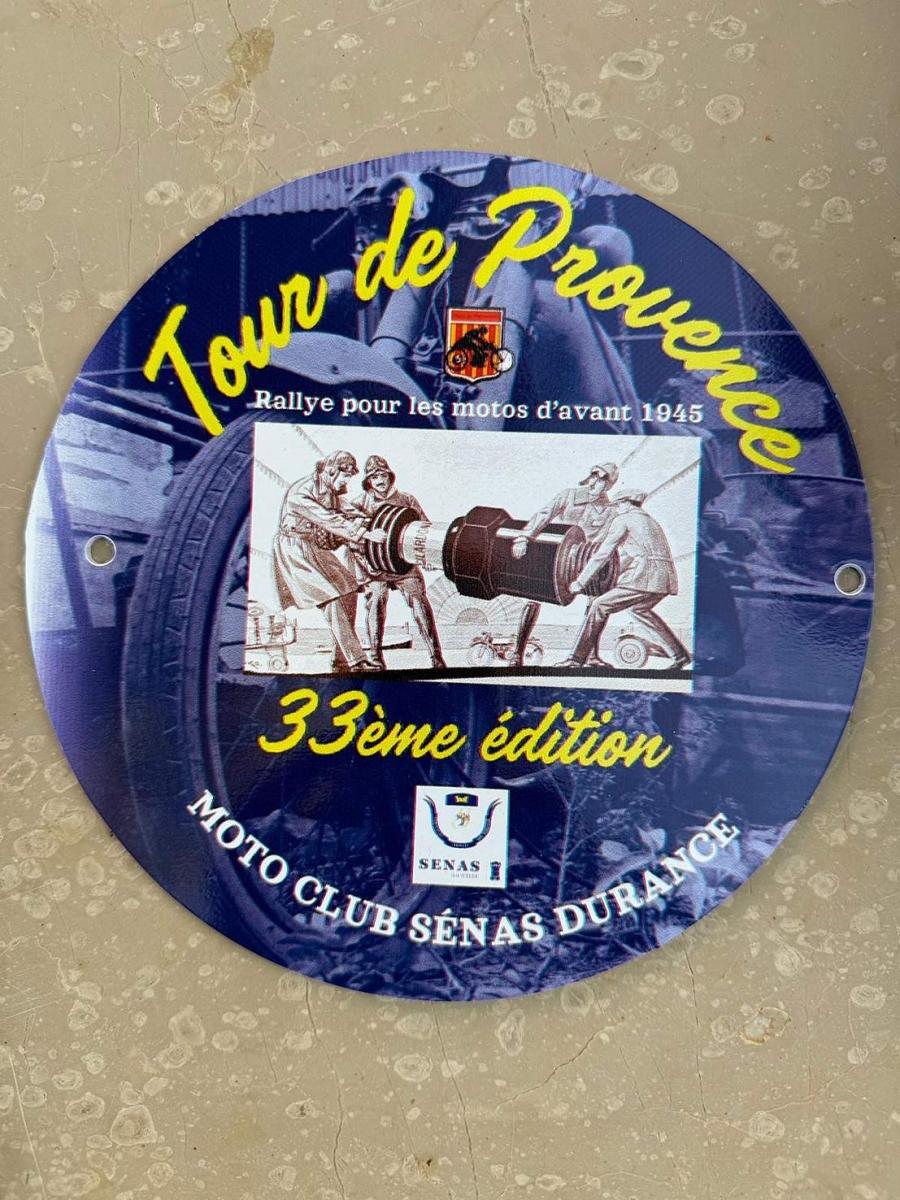 Tour de Provence
Rallye pour les motos d'avant 1945
33ème édition
SENAS
MOTO CLUB SÉNAS DURANCE